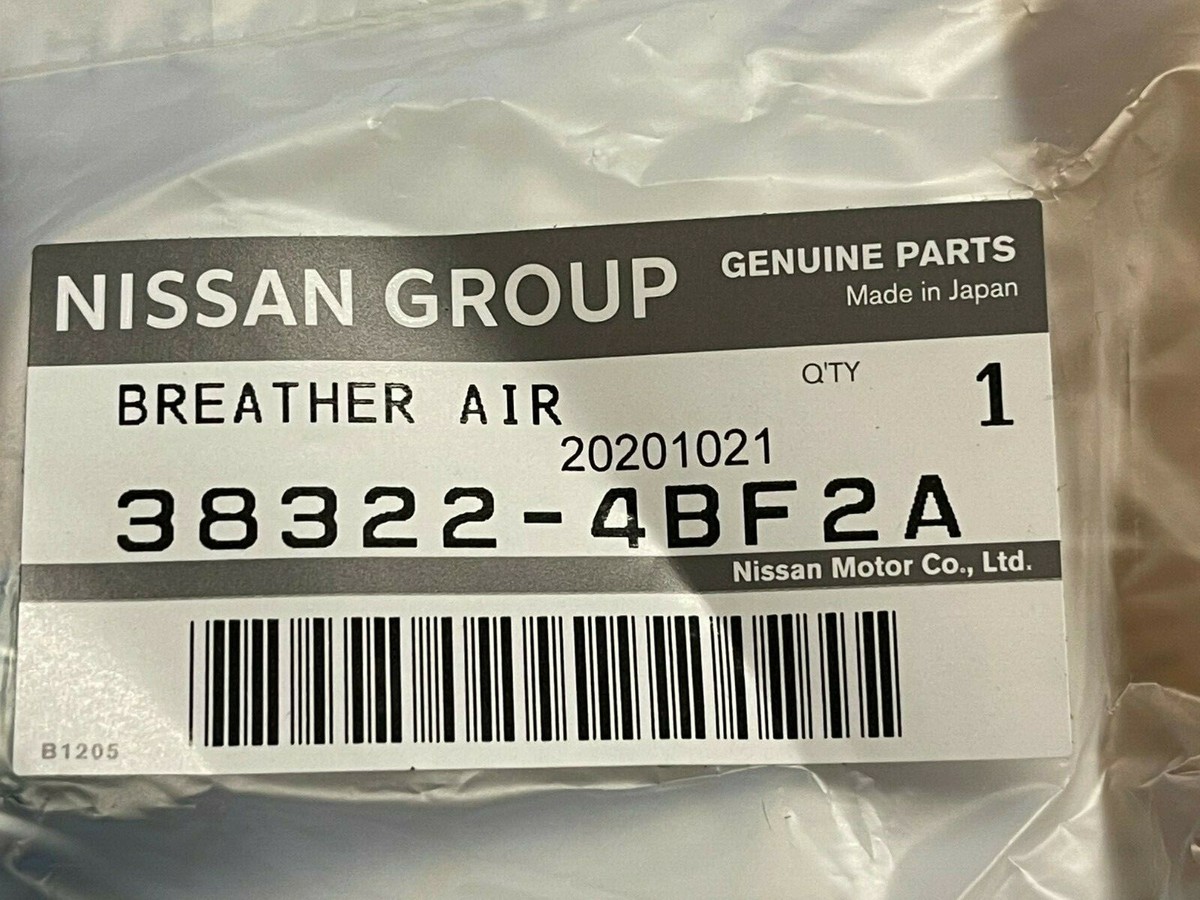 NISSAN GROUP
GENUINE PARTS
Made in Japan
BREATHER AIR
Q'TY 1
20201021
38322-4BF2A
Nissan Motor Co., Ltd.
B1205